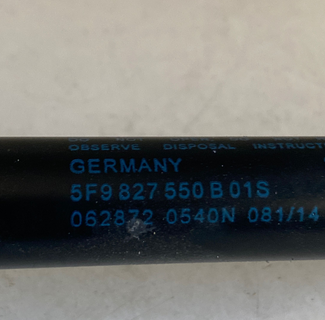 OBSERVE DISPOSAL INSTRUCT
GERMANY
5F9 827 550 B 01S
062872 0540N 081/14